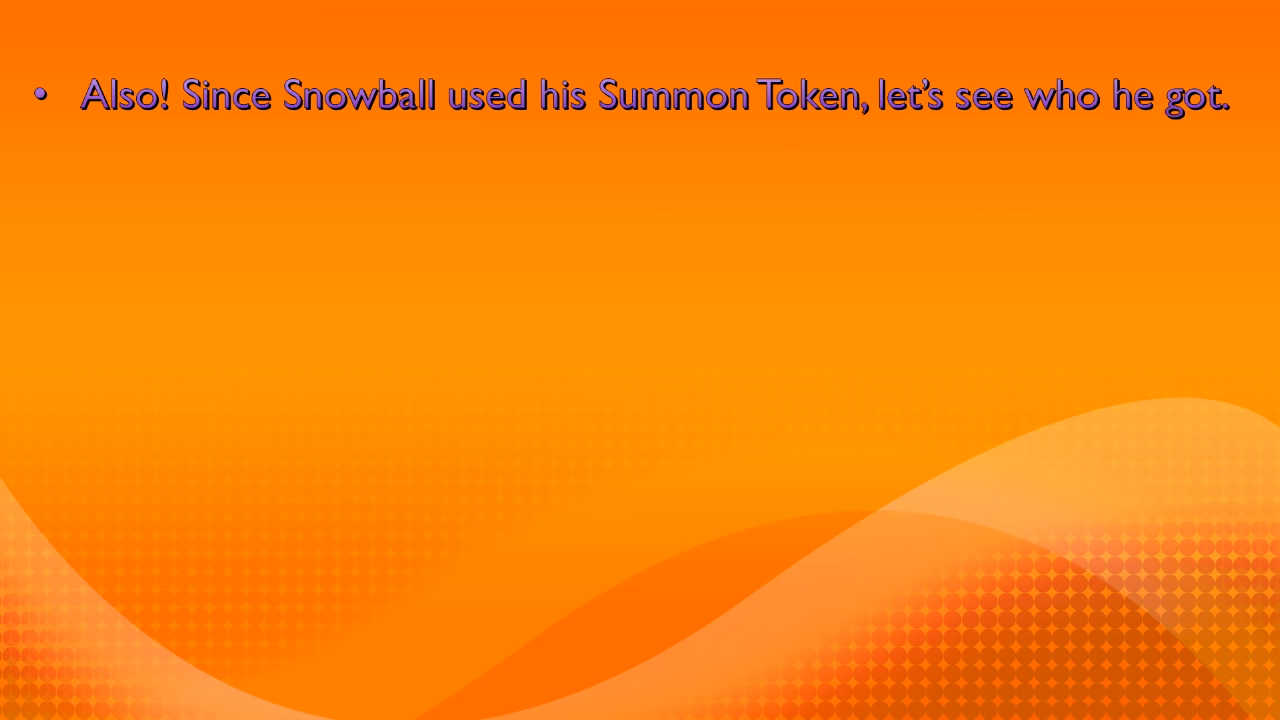 • Also! Since Snowball used his Summon Token, let’s see who he got.